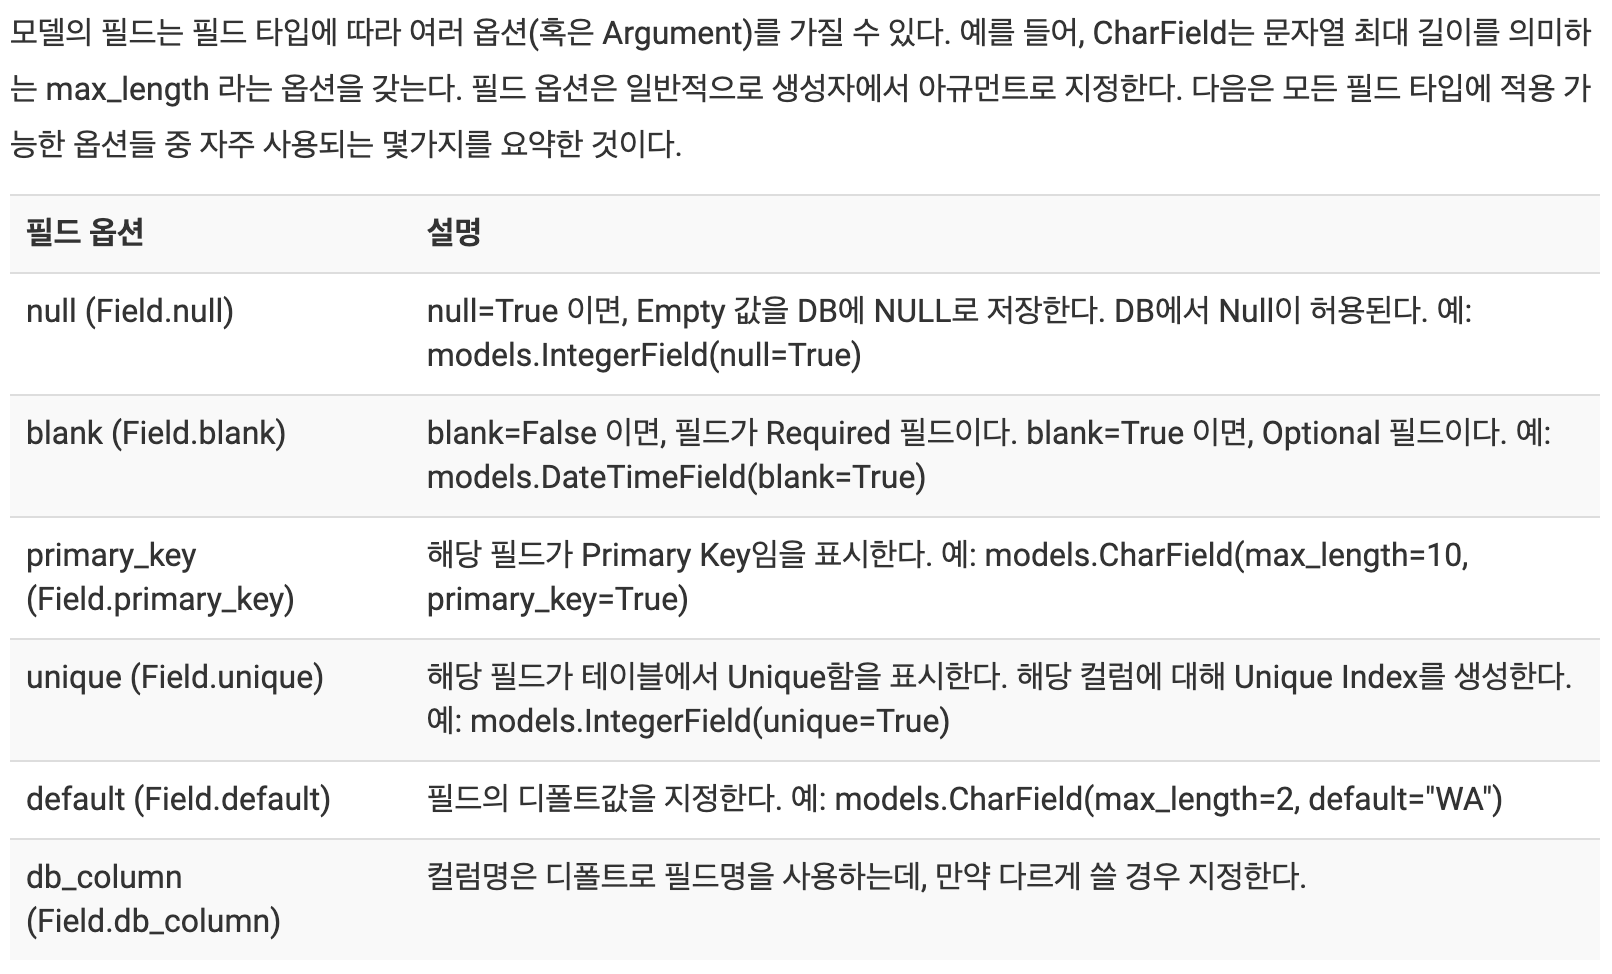 모델의 필드는 필드 타입에 따라 여러 옵션(혹은 Argument)를 가질 수 있다. 예를 들어, CharField는 문자열 최대 길이를 의미하
는 max_length 라는 옵션을 갖는다. 필드 옵션은 일반적으로 생성자에서 아규먼트로 지정한다. 다음은 모든 필드 타입에 적용 가
능한 옵션들 중 자주 사용되는 몇가지를 요약한 것이다.
필드 옵션 설명
null (Field.null) null=True 이면, Empty 값을 DB에 NULL로 저장한다. DB에서 Null이 허용된다. 예:
models.IntegerField(null=True)
blank (Field.blank) blank=False 이면, 필드가 Required 필드이다. blank=True 이면, Optional 필드이다. 예:
models.DateTimeField(blank=True)
primary_key 해당 필드가 Primary Key임을 표시한다. 예: models.CharField(max_length=10,
(Field.primary_key) primary_key=True)
unique (Field.unique) 해당 필드가 테이블에서 Unique함을 표시한다. 해당 컬럼에 대해 Unique Index를 생성한다.
예: models.IntegerField(unique=True)
default (Field.default) 필드의 디폴트값을 지정한다. 예: models.CharField(max_length=2, default="WA")
db_column 컬럼명은 디폴트로 필드명을 사용하는데, 만약 다르게 쓸 경우 지정한다.
(Field.db_column)